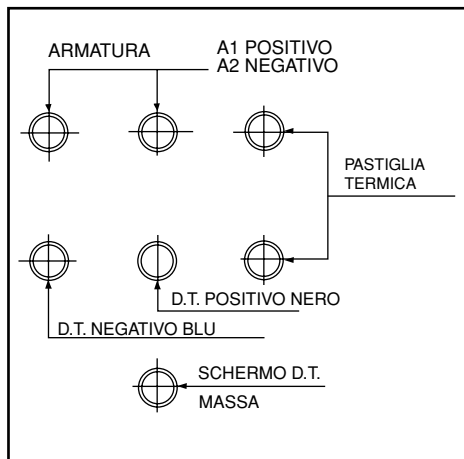 ARMATURA
A1 POSITIVO
A2 NEGATIVO
PASTIGLIA
TERMICA
D.T. POSITIVO NERO
D.T. NEGATIVO BLU
SCHERMO D.T.
MASSA